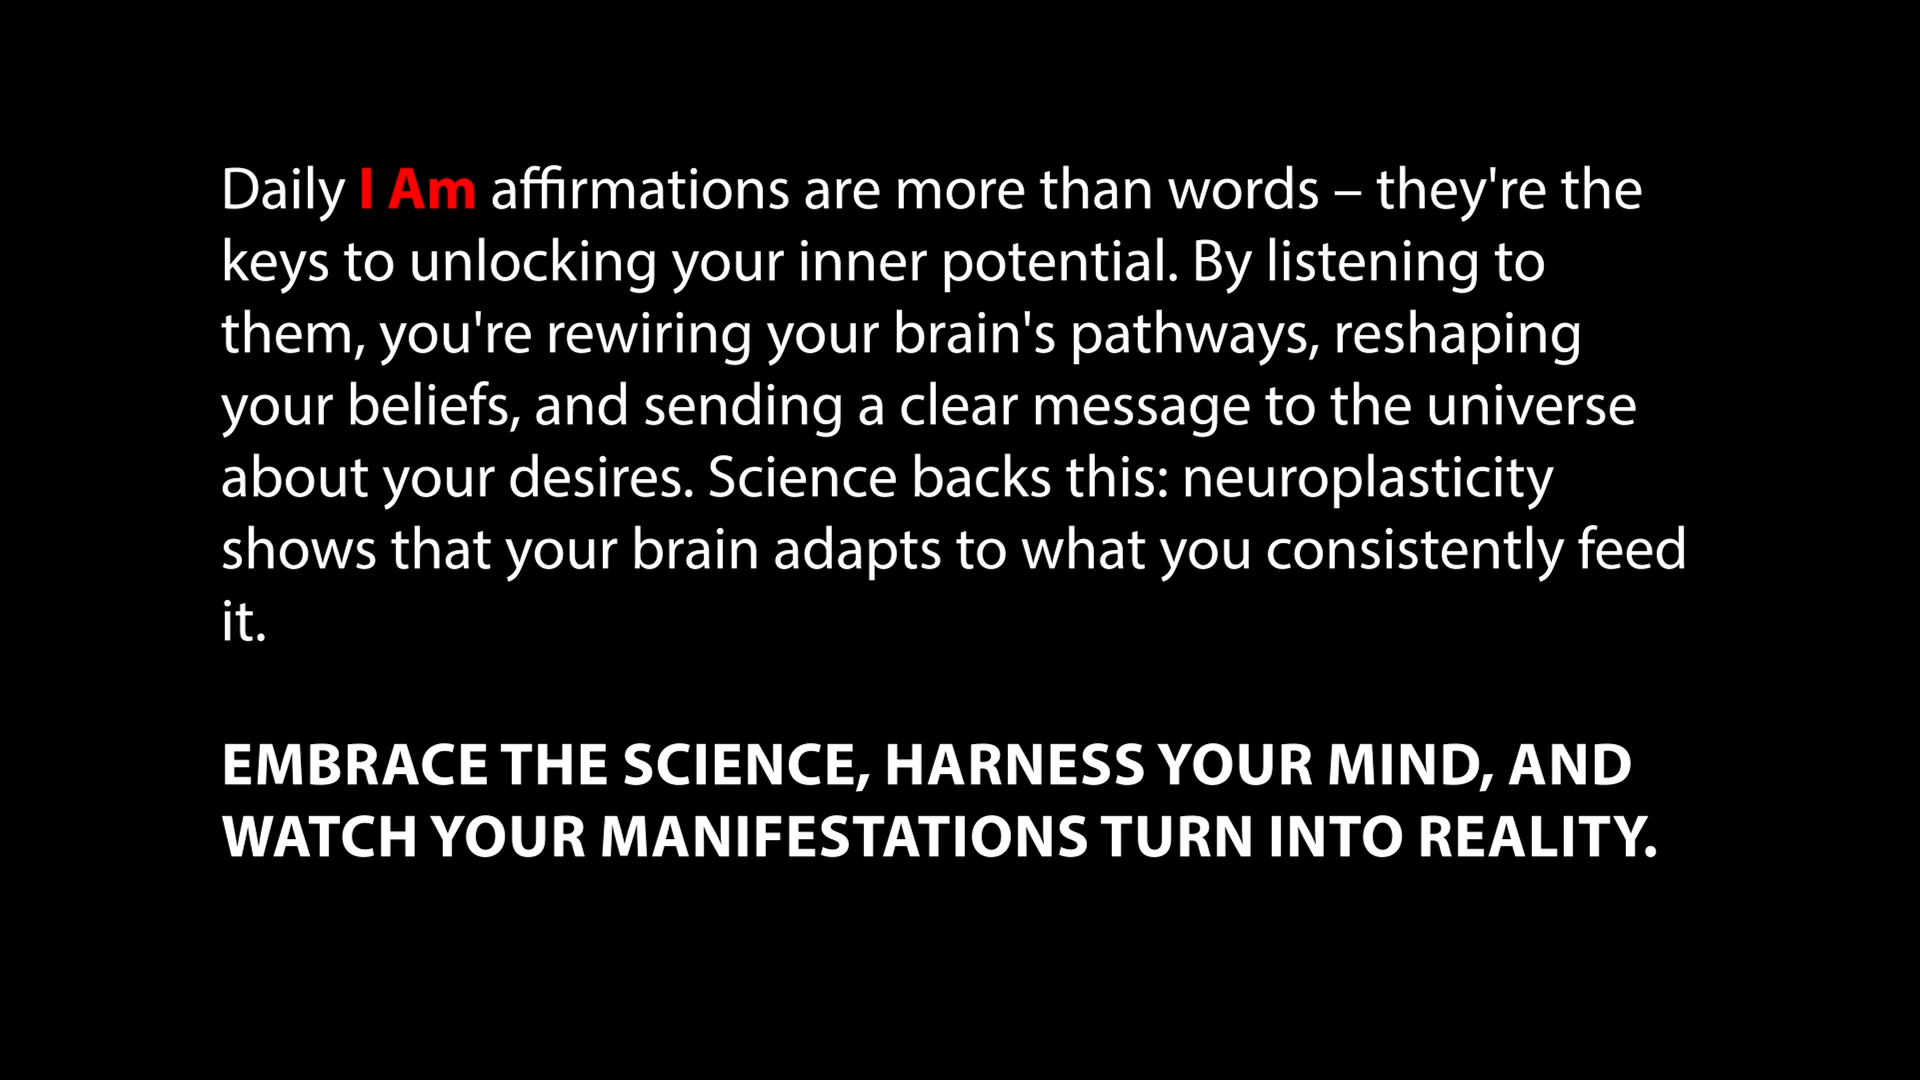 Daily I Am affirmations are more than words – they're the
keys to unlocking your inner potential. By listening to
them, you're rewiring your brain's pathways, reshaping
your beliefs, and sending a clear message to the universe
about your desires. Science backs this: neuroplasticity
shows that your brain adapts to what you consistently feed
it.
EMBRACE THE SCIENCE, HARNESS YOUR MIND, AND
WATCH YOUR MANIFESTATIONS TURN INTO REALITY.